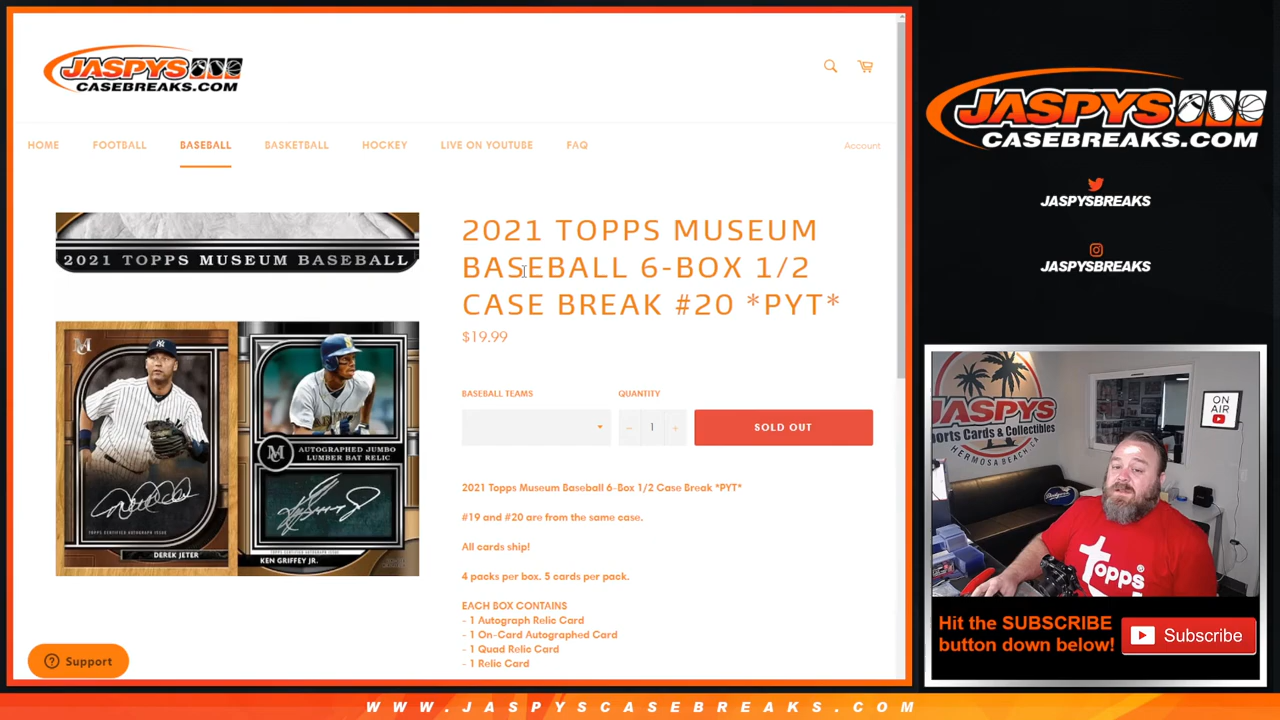 JASPYS
CASEBREAKS.COM
HOME
FOOTBALL
BASEBALL
BASKETBALL
HOCKEY
LIVE ON YOUTUBE
FAQ
Account
2021 TOPPS MUSEUM BASEBALL
M
DEREK JETER
M
AUTOGRAPHED JUMBO
LUMBER BAT RELIC
KEN GRIFFEY JR.
2021 TOPPS MUSEUM
BASEBALL 6-BOX 1/2
CASE BREAK #20 *PYT*
$19.99
BASEBALL TEAMS
QUANTITY
− 1 +
SOLD OUT
2021 Topps Museum Baseball 6-Box 1/2 Case Break *PYT*
#19 and #20 are from the same case.
All cards ship!
4 packs per box. 5 cards per pack.
EACH BOX CONTAINS
- 1 Autograph Relic Card
- 1 On-Card Autographed Card
- 1 Quad Relic Card
- 1 Relic Card
? Support
JASPYS
CASEBREAKS.COM
JASPYSBREAKS
JASPYSBREAKS
JASPYS
orts Cards & Collectibles
HERMOSA BEACH CA
ON
AIR
topps
Hit the SUBSCRIBE
button down below!
Subscribe
WWW.JASPYSCASEBREAKS.COM